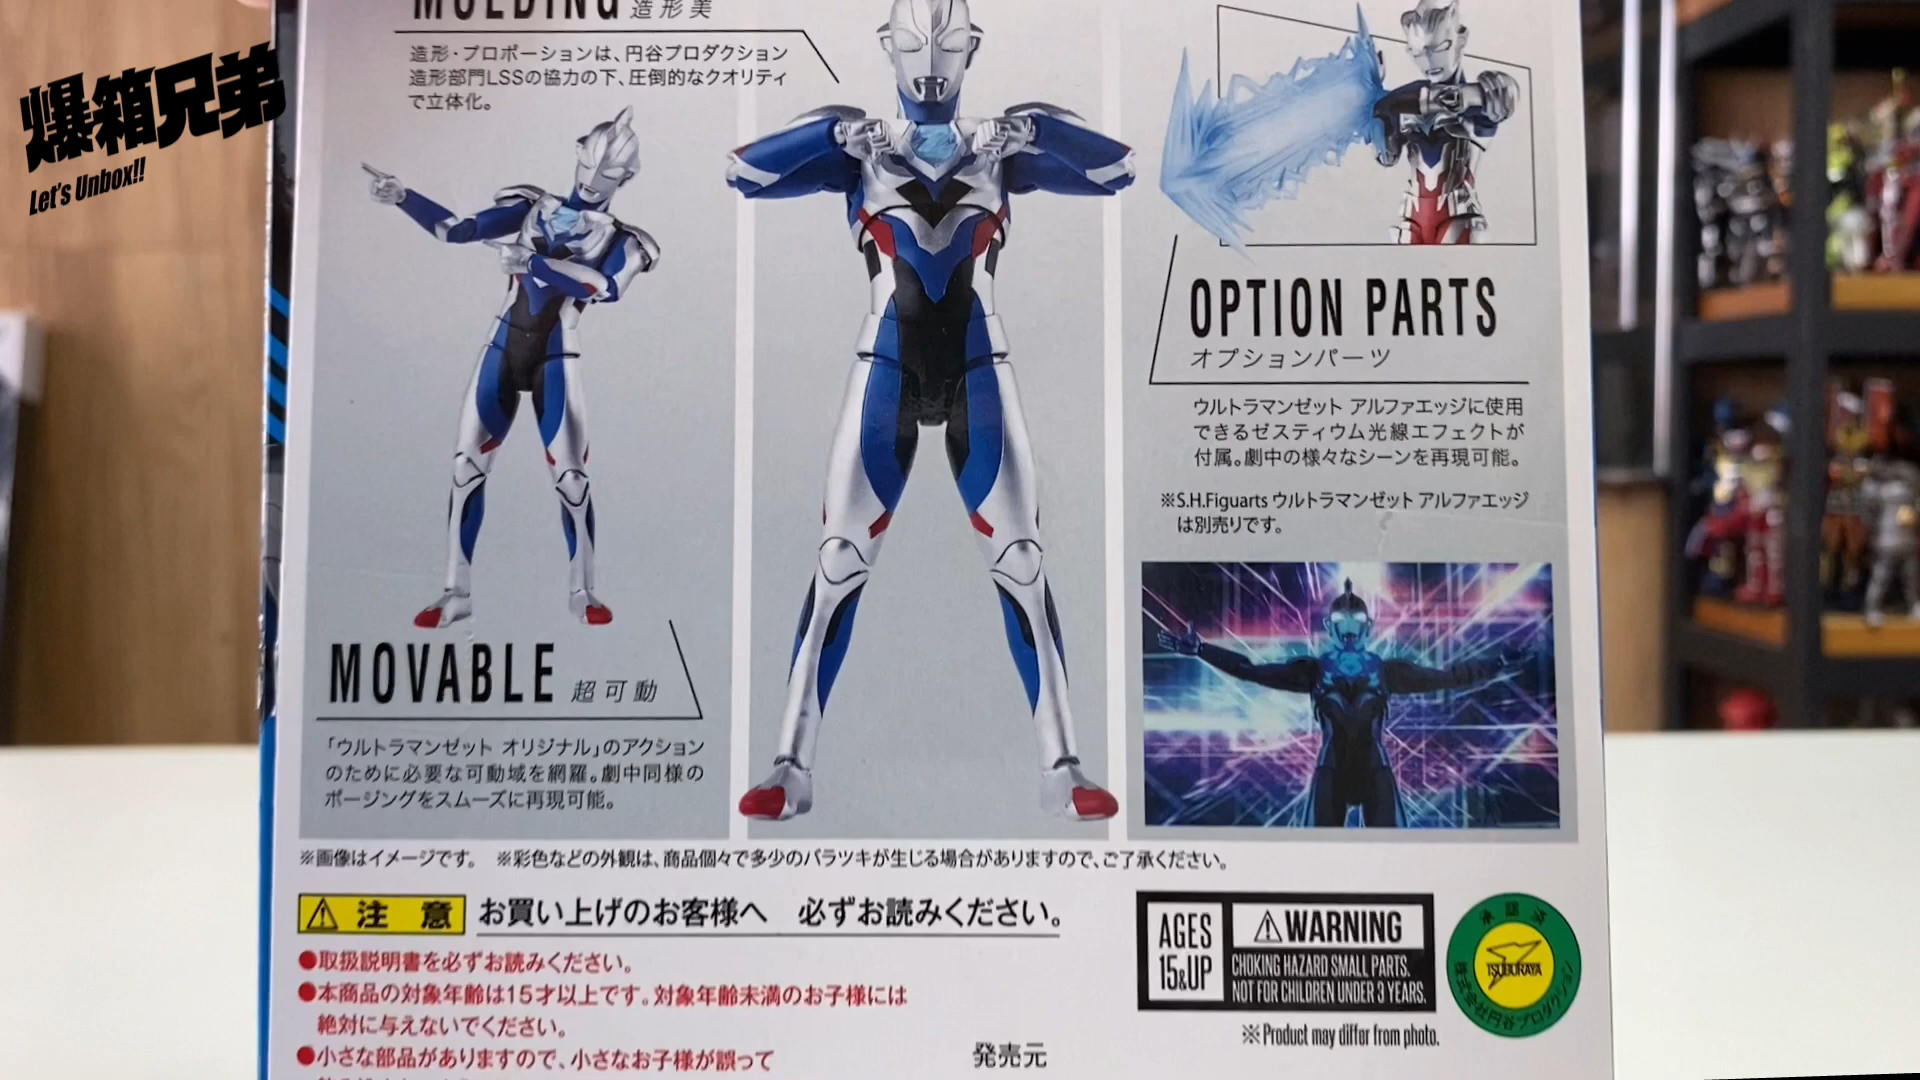 爆箱兄弟
Let's Unbox!!
MOLDING 造形美
造形・プロポーションは、円谷プロダクション
造形部門LSSの協力の下、圧倒的なクオリティ
で立体化。
MOVABLE 超可動
「ウルトラマンゼット オリジナル」のアクション
のために必要な可動域を網羅。劇中同様の
ポージングをスムーズに再現可能。
OPTION PARTS
オプションパーツ
ウルトラマンゼット アルファエッジに使用
できるゼスティウム光線エフェクトが
付属。劇中の様々なシーンを再現可能。
※S.H.Figuarts ウルトラマンゼット アルファエッジ
は別売りです。
※画像はイメージです。 ※彩色などの外観は、商品個々で多少のバラツキが生じる場合がありますので、ご了承ください。
注意 お買い上げのお客様へ 必ずお読みください。
●取扱説明書を必ずお読みください。
●本商品の対象年齢は15才以上です。対象年齢未満のお子様には
絶対に与えないでください。
●小さな部品がありますので、小さなお子様が誤って
発売元
AGES
15&UP
WARNING
CHOKING HAZARD SMALL PARTS.
NOT FOR CHILDREN UNDER 3 YEARS.
※Product may differ from photo.
TSUBURAYA
株式会社円谷プロダクション